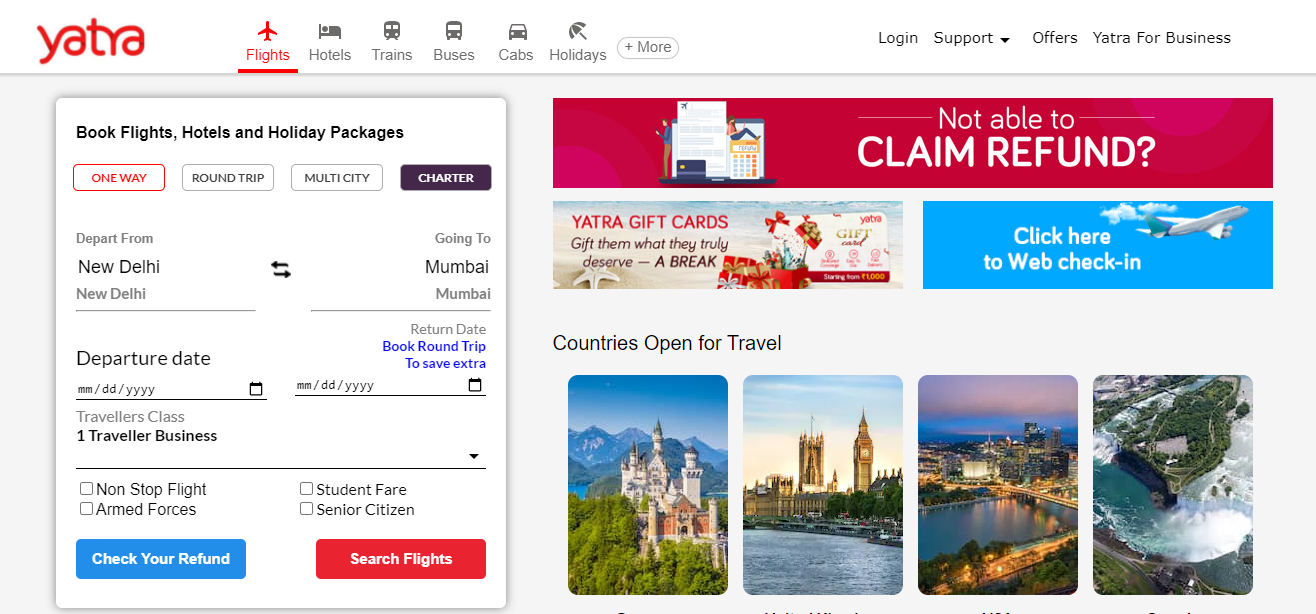 yatra
Flights
Hotels
Trains
Buses
Cabs
Holidays
+ More
Login
Support
Offers
Yatra For Business
Book Flights, Hotels and Holiday Packages
ONE WAY
ROUND TRIP
MULTI CITY
CHARTER
Depart From
Going To
New Delhi
Mumbai
New Delhi
Mumbai
Return Date
Book Round Trip
To save extra
Departure date
mm/dd/yyyy
mm/dd/yyyy
Travellers Class
1 Traveller Business
Non Stop Flight
Student Fare
Armed Forces
Senior Citizen
Check Your Refund
Search Flights
Not able to
CLAIM REFUND?
REFUND
YATRA GIFT CARDS
Gift them what they truly
deserve — A BREAK
yatra
GIFT
card
Starting from ₹1,000
Click here
to Web check-in
Countries Open for Travel